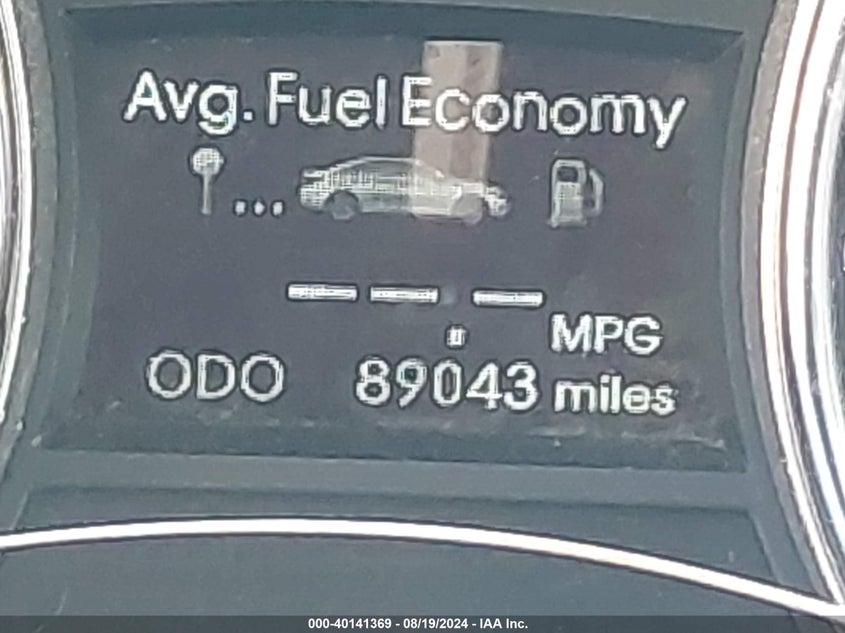 Avg. Fuel Economy
--.- MPG
ODO 89043 miles
000-40141369 - 08/19/2024 - IAA Inc.